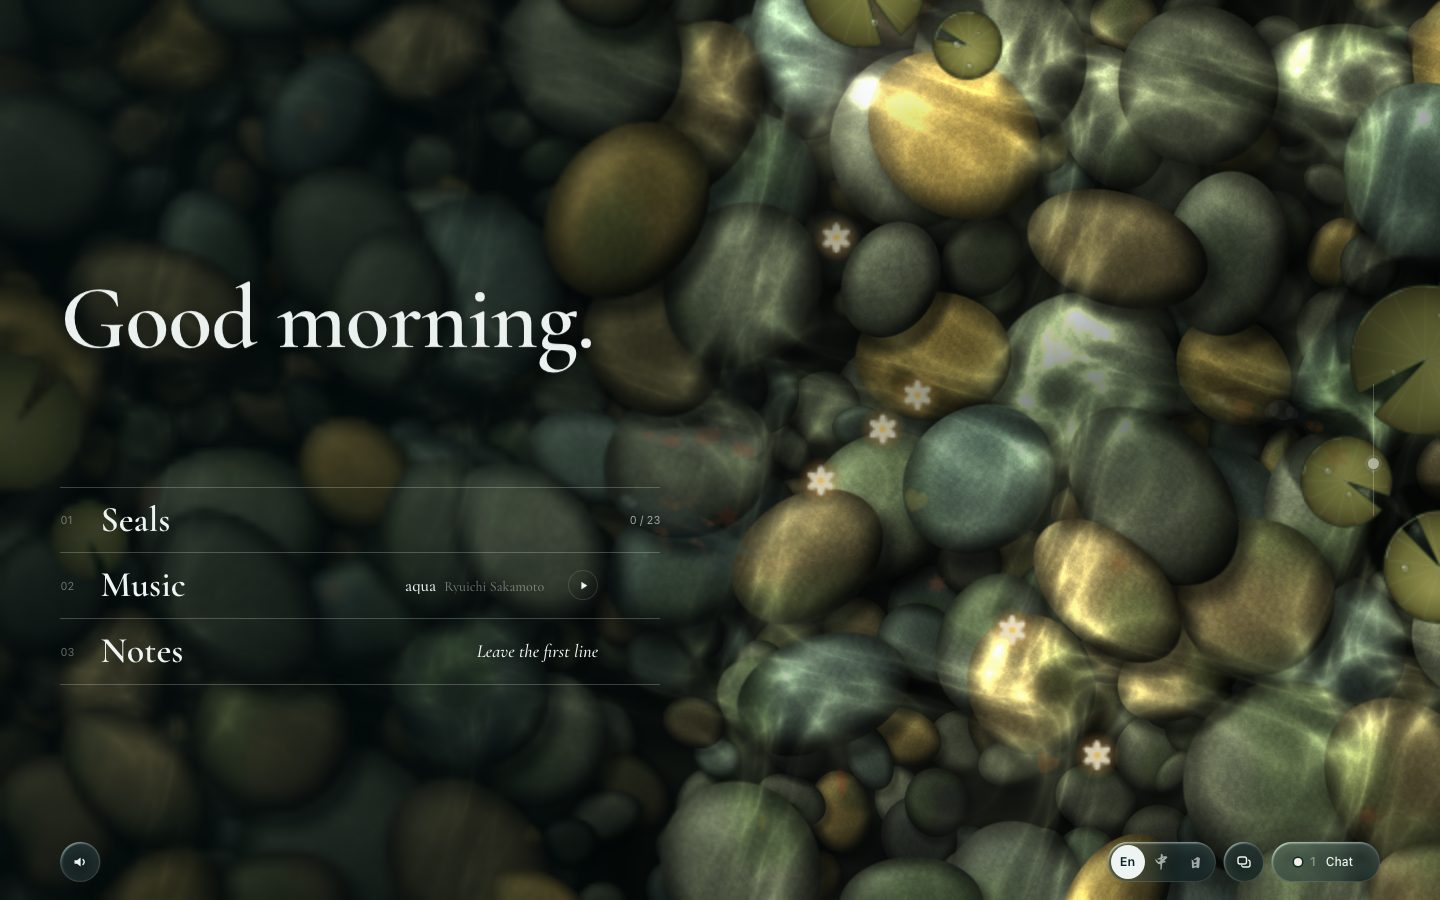 Good morning.
01 Seals 0 / 23
02 Music aqua Ryuichi Sakamoto
03 Notes Leave the first line
En
1 Chat